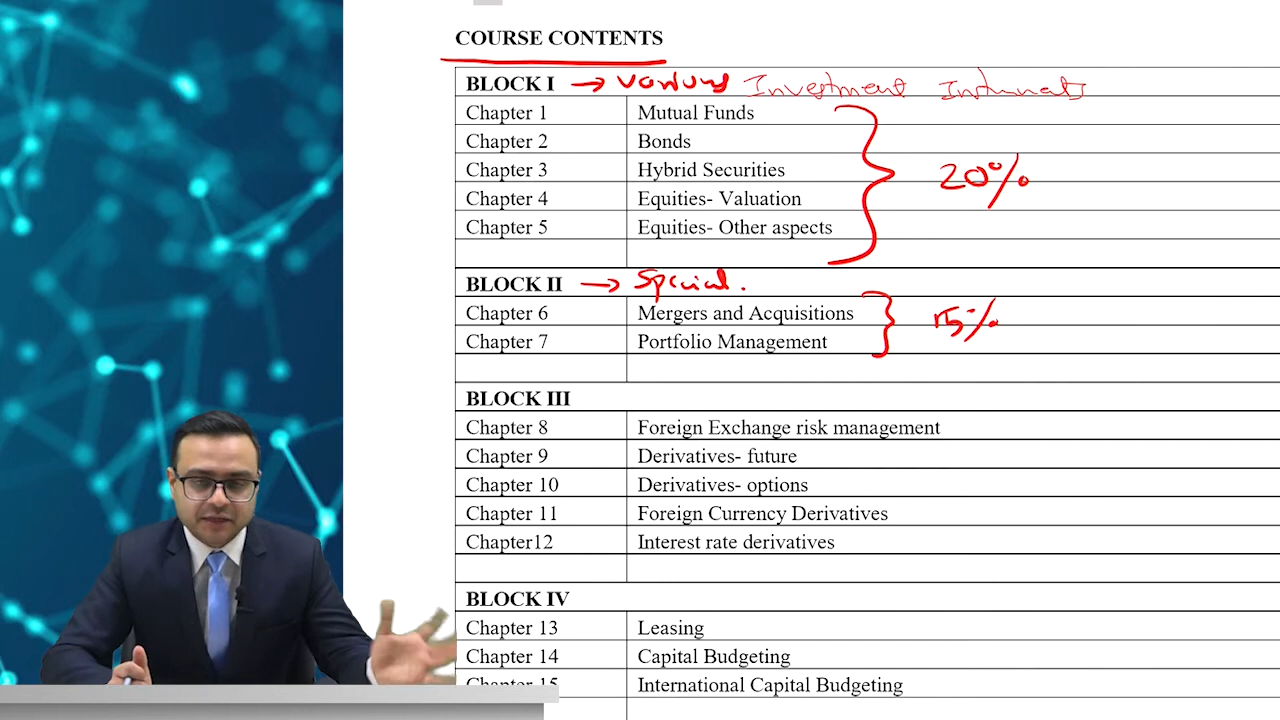 COURSE CONTENTS
BLOCK I → various Investment
Chapter 1 Mutual Funds
Chapter 2 Bonds
Chapter 3 Hybrid Securities
20%
Chapter 4 Equities- Valuation
Chapter 5 Equities- Other aspects
BLOCK II → Special.
Chapter 6 Mergers and Acquisitions
15%
Chapter 7 Portfolio Management
BLOCK III
Chapter 8 Foreign Exchange risk management
Chapter 9 Derivatives- future
Chapter 10 Derivatives- options
Chapter 11 Foreign Currency Derivatives
Chapter12 Interest rate derivatives
BLOCK IV
Chapter 13 Leasing
Chapter 14 Capital Budgeting
Chapter 15 International Capital Budgeting